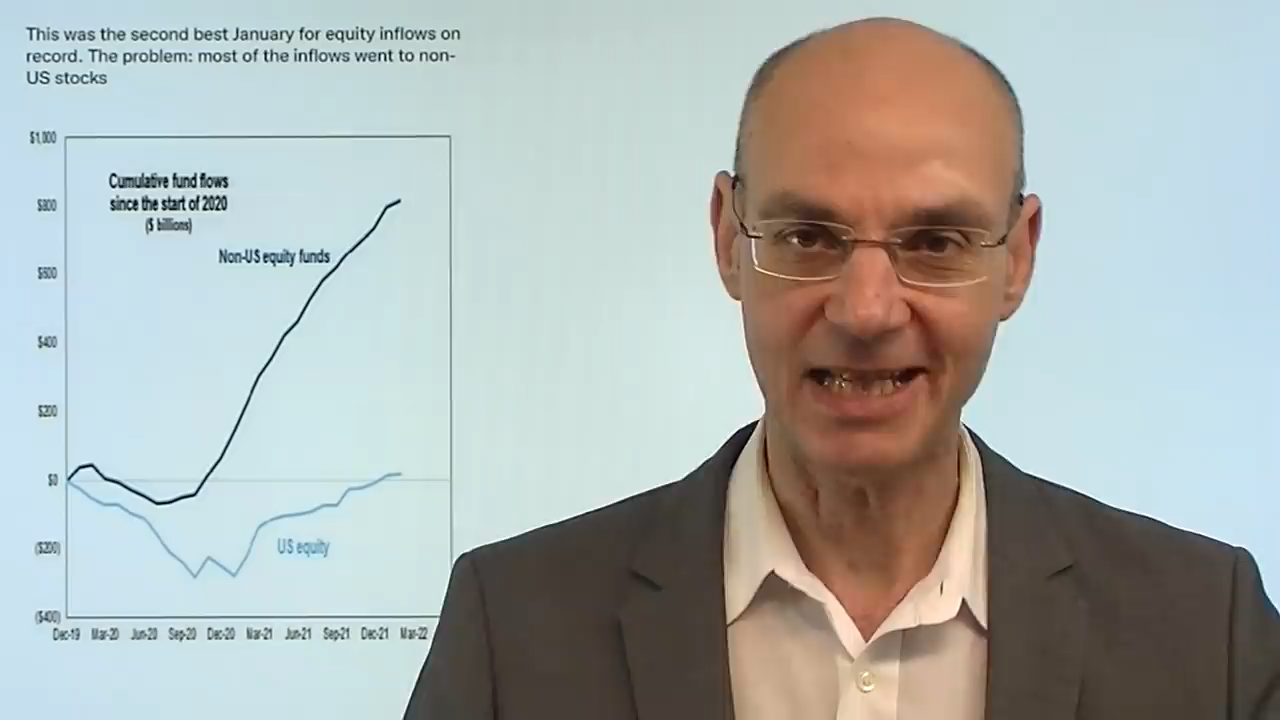 This was the second best January for equity inflows on
record. The problem: most of the inflows went to non-
US stocks
$1,000
Cumulative fund flows
since the start of 2020
($ billions)
$800
Non-US equity funds
$600
$400
$200
$0
($200)
US equity
($400)
Dec-19 Mar-20 Jun-20 Sep-20 Dec-20 Mar-21 Jun-21 Sep-21 Dec-21 Mar-22